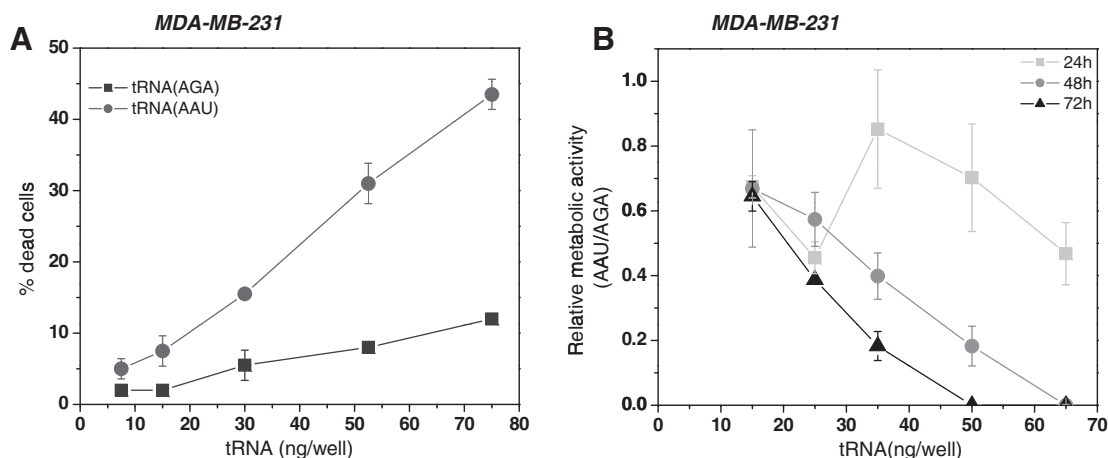 A
MDA-MB-231
50
40
30
20
10
0
% dead cells
tRNA(AGA)
tRNA(AAU)
0 10 20 30 40 50 60 70 80
tRNA (ng/well)
B
MDA-MB-231
1.0
0.8
0.6
0.4
0.2
0.0
Relative metabolic activity
(AAU/AGA)
24h
48h
72h
0 10 20 30 40 50 60 70
tRNA(ng/well)